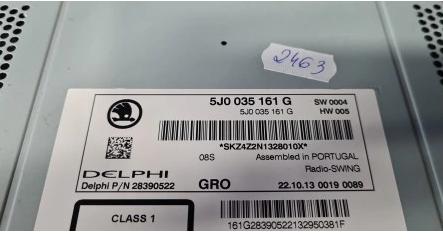 2463
5J0 035 161 G SW 0004
5J0 035 161 G HW 005
*SKZ4Z2N1328010X*
08S Assembled in PORTUGAL
DELPHI Radio-SWING
Delphi P/N 28390522 GRO 22.10.13 0019 0089
CLASS 1
161G28390522132950381F